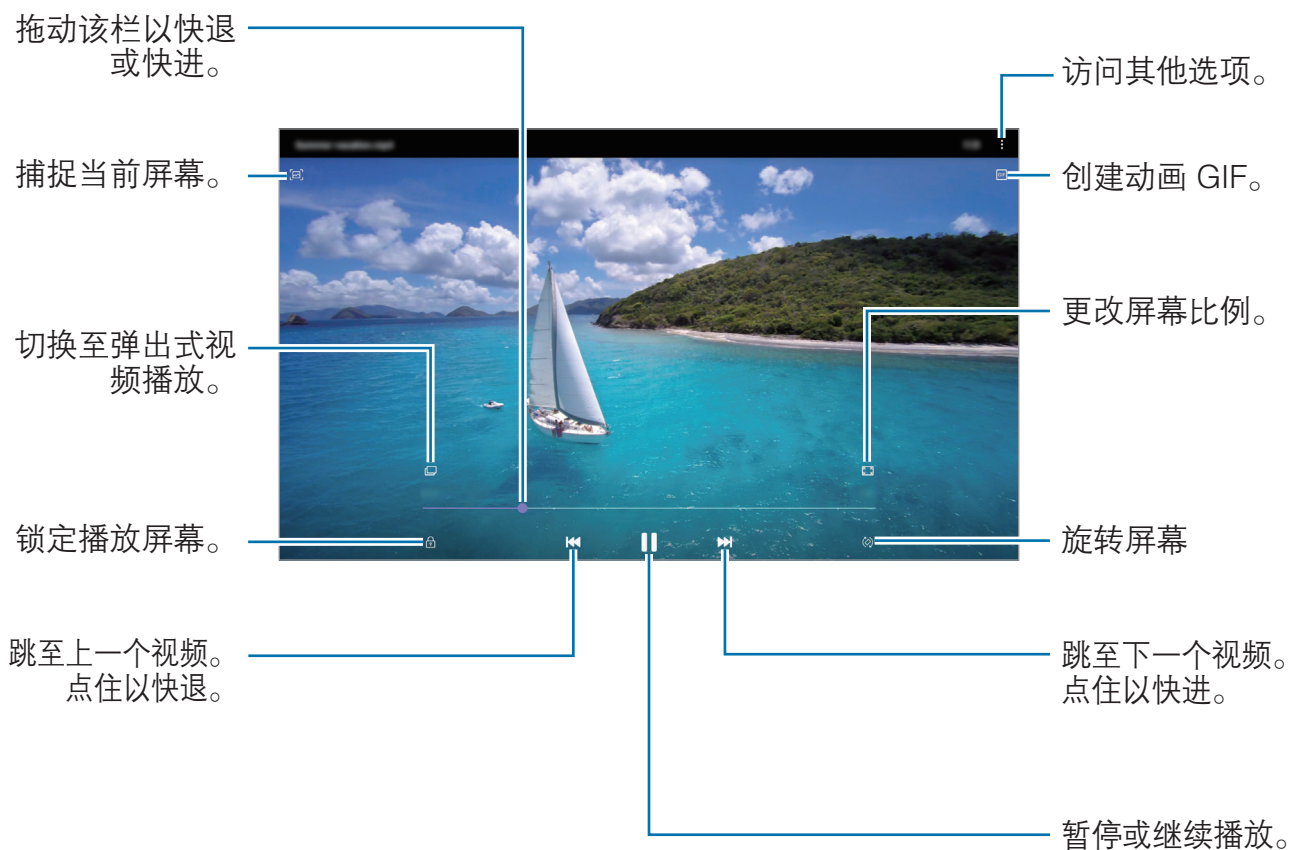 拖动该栏以快退
或快进。
访问其他选项。
捕捉当前屏幕。
创建动画 GIF。
更改屏幕比例。
切换至弹出式视
频播放。
锁定播放屏幕。
旋转屏幕
跳至上一个视频。
点住以快退。
跳至下一个视频。
点住以快进。
暂停或继续播放。